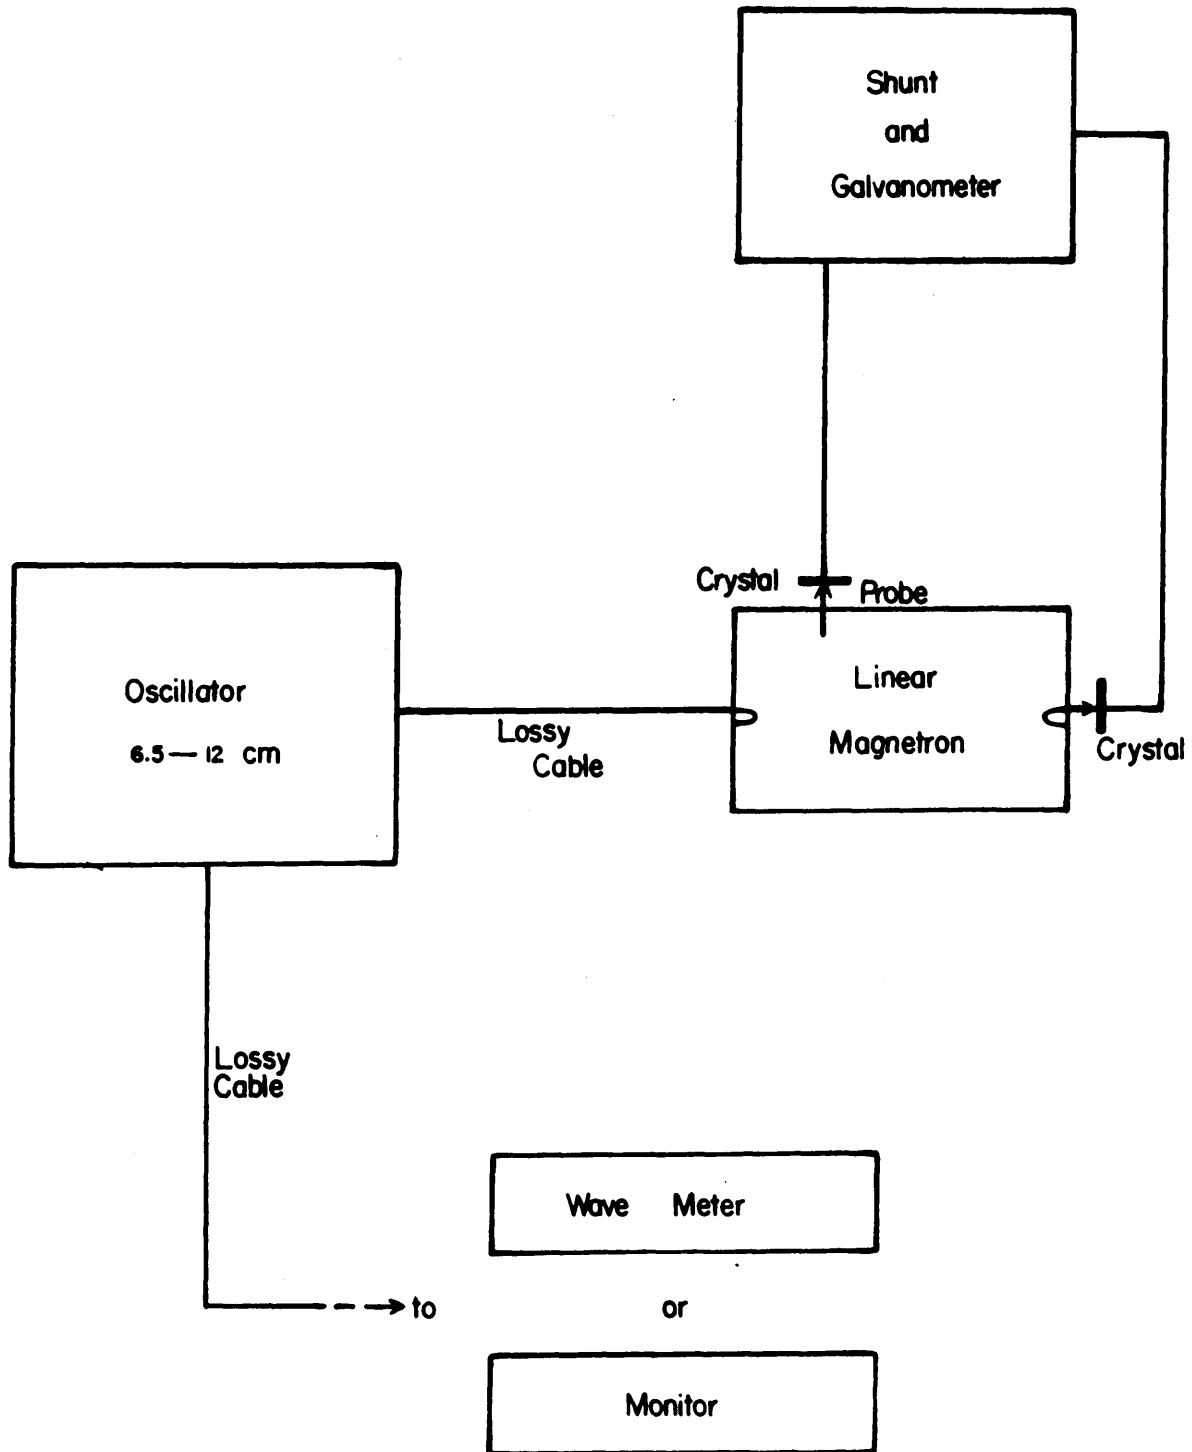 Shunt
and
Galvanometer
Crystal
Probe
Linear
Magnetron
Crystal
Oscillator
6.5 — 12 cm
Lossy
Cable
Lossy
Cable
Wave Meter
to
or
Monitor